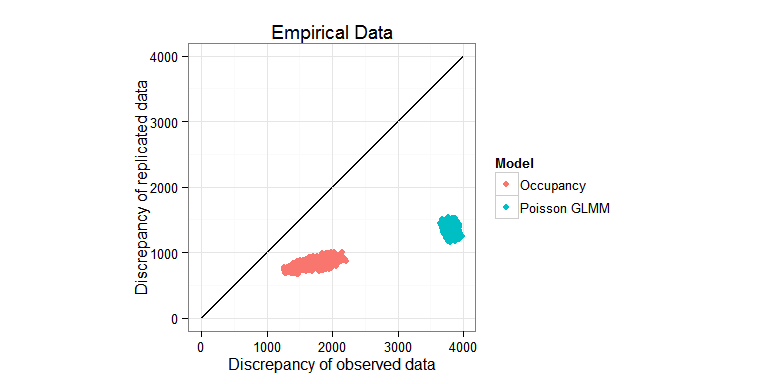 Empirical Data
Discrepancy of replicated data
4000
3000
2000
1000
0
0 1000 2000 3000 4000
Discrepancy of observed data
Model
Occupancy
Poisson GLMM